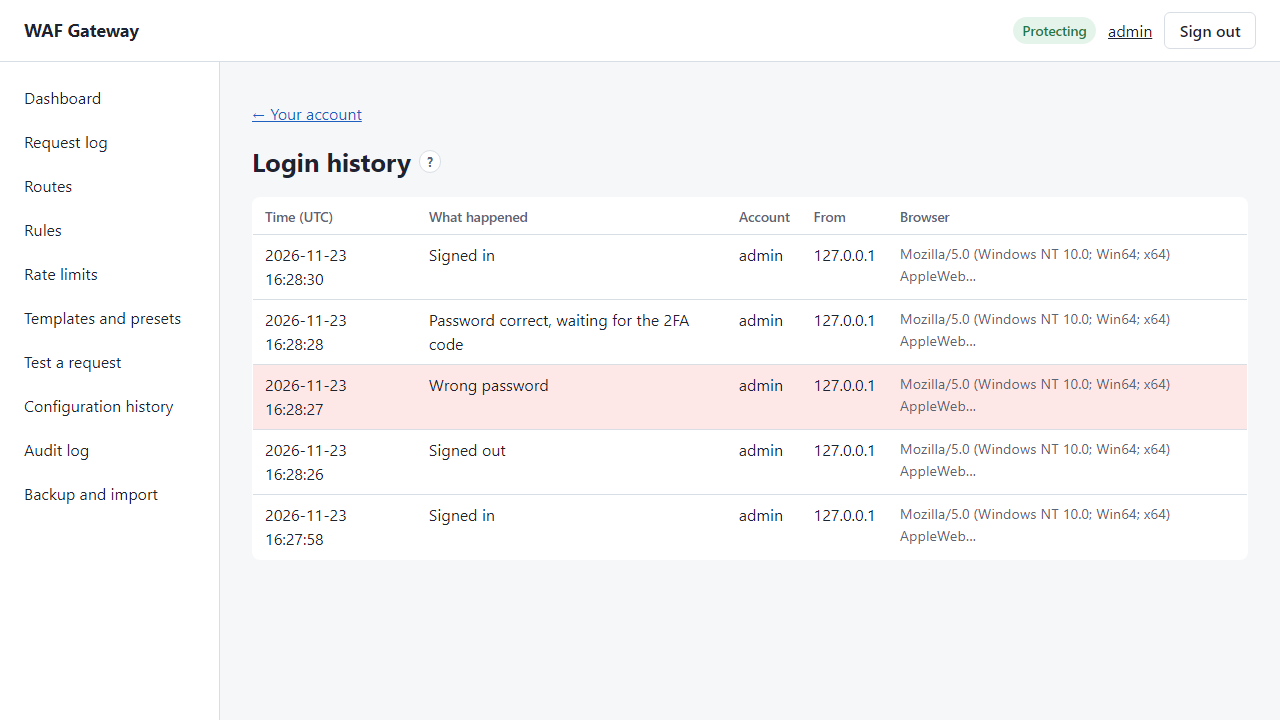 WAF Gateway
Protecting
admin
Sign out
Dashboard
Request log
Routes
Rules
Rate limits
Templates and presets
Test a request
Configuration history
Audit log
Backup and import
← Your account
Login history ?
Time (UTC) What happened Account From Browser
2026-11-23 Signed in admin 127.0.0.1 Mozilla/5.0 (Windows NT 10.0; Win64; x64)
16:28:30 AppleWeb…
2026-11-23 Password correct, waiting for the 2FA admin 127.0.0.1 Mozilla/5.0 (Windows NT 10.0; Win64; x64)
16:28:28 code AppleWeb…
2026-11-23 Wrong password admin 127.0.0.1 Mozilla/5.0 (Windows NT 10.0; Win64; x64)
16:28:27 AppleWeb…
2026-11-23 Signed out admin 127.0.0.1 Mozilla/5.0 (Windows NT 10.0; Win64; x64)
16:28:26 AppleWeb…
2026-11-23 Signed in admin 127.0.0.1 Mozilla/5.0 (Windows NT 10.0; Win64; x64)
16:27:58 AppleWeb…